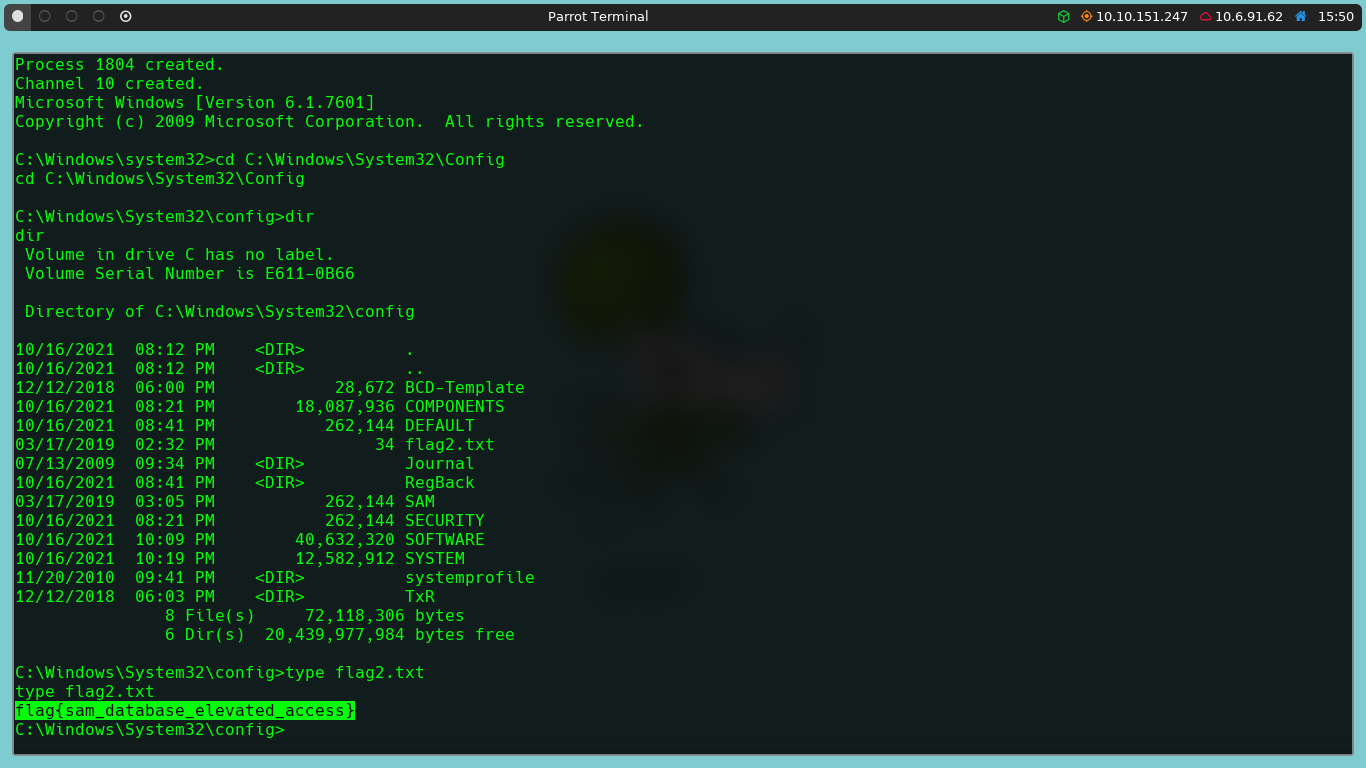 Parrot Terminal
10.10.151.247 10.6.91.62 15:50
Process 1804 created.
Channel 10 created.
Microsoft Windows [Version 6.1.7601]
Copyright (c) 2009 Microsoft Corporation.  All rights reserved.
C:\Windows\system32>cd C:\Windows\System32\Config
cd C:\Windows\System32\Config
C:\Windows\System32\config>dir
dir
 Volume in drive C has no label.
 Volume Serial Number is E611-0B66
 Directory of C:\Windows\System32\config
10/16/2021  08:12 PM    <DIR>          .
10/16/2021  08:12 PM    <DIR>          ..
12/12/2018  06:00 PM            28,672 BCD-Template
10/16/2021  08:21 PM        18,087,936 COMPONENTS
10/16/2021  08:41 PM           262,144 DEFAULT
03/17/2019  02:32 PM                34 flag2.txt
07/13/2009  09:34 PM    <DIR>          Journal
10/16/2021  08:41 PM    <DIR>          RegBack
03/17/2019  03:05 PM           262,144 SAM
10/16/2021  08:21 PM           262,144 SECURITY
10/16/2021  10:09 PM        40,632,320 SOFTWARE
10/16/2021  10:19 PM        12,582,912 SYSTEM
11/20/2010  09:41 PM    <DIR>          systemprofile
12/12/2018  06:03 PM    <DIR>          TxR
               8 File(s)     72,118,306 bytes
               6 Dir(s)  20,439,977,984 bytes free
C:\Windows\System32\config>type flag2.txt
type flag2.txt
flag{sam_database_elevated_access}
C:\Windows\System32\config>